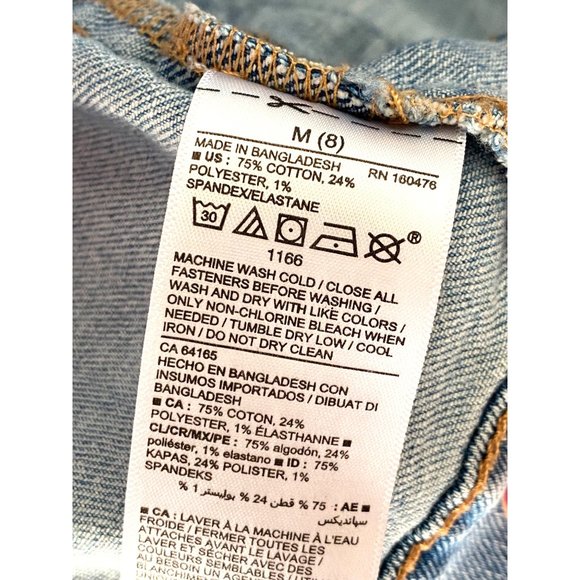 M (8)
MADE IN BANGLADESH RN 160476
■ US : 75% COTTON, 24%
POLYESTER, 1%
SPANDEX/ELASTANE
30 ®
1166
MACHINE WASH COLD / CLOSE ALL
FASTENERS BEFORE WASHING /
WASH AND DRY WITH LIKE COLORS /
ONLY NON-CHLORINE BLEACH WHEN
NEEDED / TUMBLE DRY LOW / COOL
IRON / DO NOT DRY CLEAN
CA 64165
HECHO EN BANGLADESH CON
INSUMOS IMPORTADOS / DIBUAT DI
BANGLADESH
■ CA : 75% COTON, 24%
POLYESTER, 1% ÉLASTHANNE ■
CL/CR/MX/PE : 75% algodón, 24%
poliéster, 1% elastano ■ ID : 75%
KAPAS, 24% POLISTER, 1%
SPANDEKS
■ AE : 75 % قطن 24 % بوليستر 1 %
سپانديكس
■ CA : LAVER À LA MACHINE À L'EAU
FROIDE / FERMER TOUTES LES
ATTACHES AVANT LE LAVAGE /
LAVER ET SÉCHER AVEC DES
COULEURS SEMBLABLES /
AU BESOIN